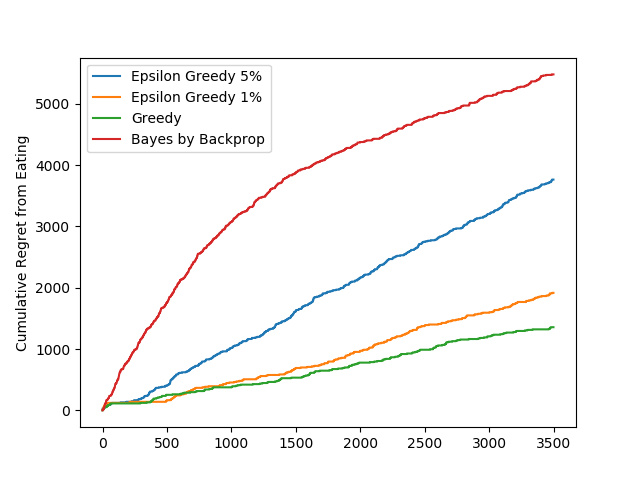 Epsilon Greedy 5%
Epsilon Greedy 1%
Greedy
Bayes by Backprop
Cumulative Regret from Eating
5000
4000
3000
2000
1000
0
0 500 1000 1500 2000 2500 3000 3500